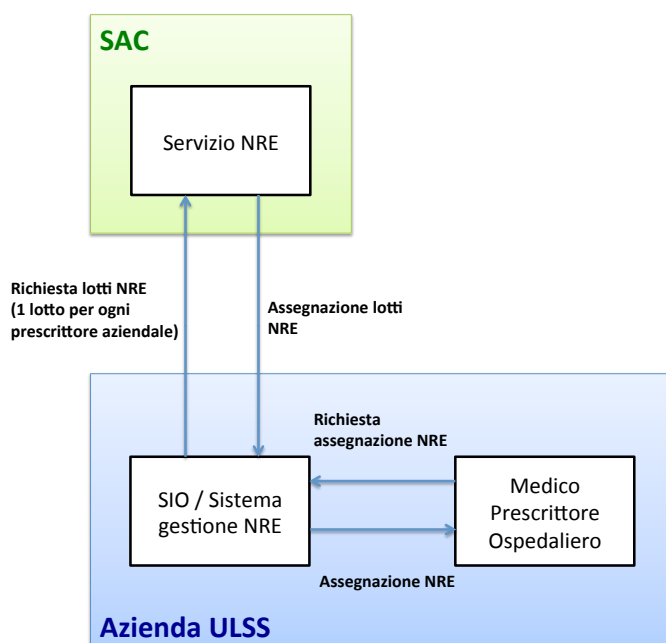 SAC
Servizio NRE
Richiesta lotti NRE
(1 lotto per ogni
prescrittore aziendale)
Assegnazione lotti
NRE
Richiesta
assegnazione NRE
SIO / Sistema
gestione NRE
Medico
Prescrittore
Ospedaliero
Assegnazione NRE
Azienda ULSS